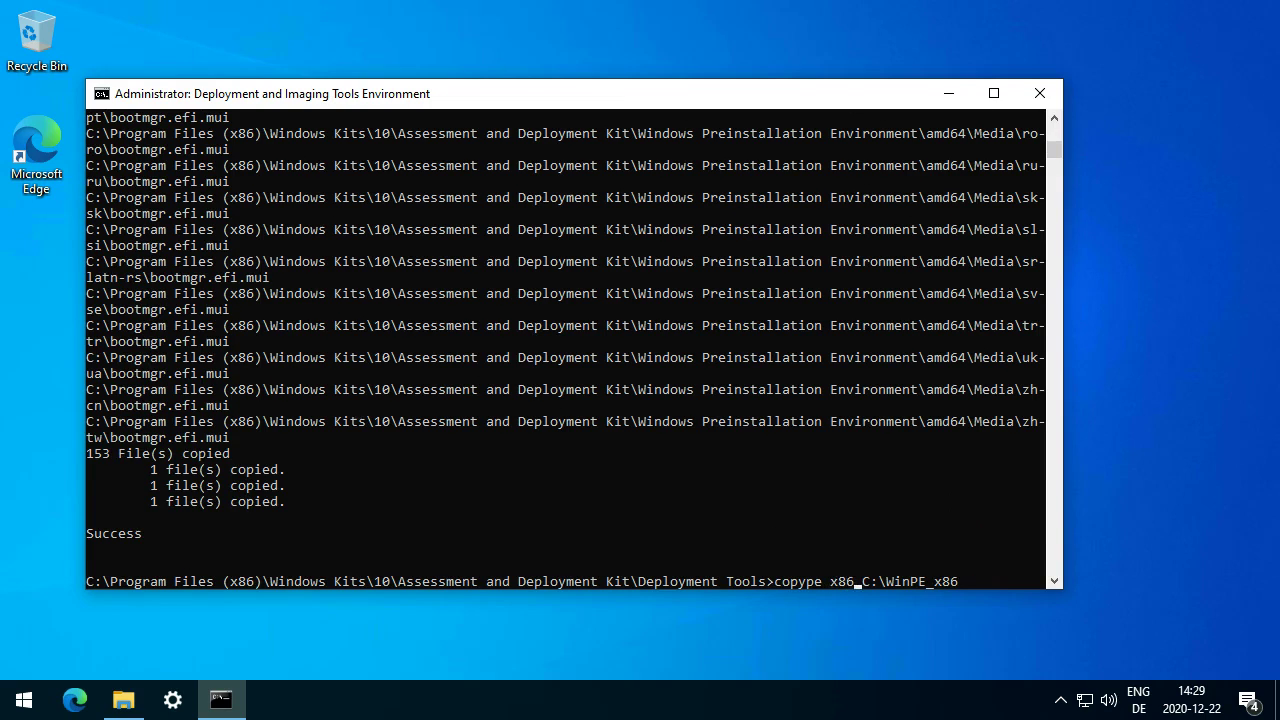 Recycle Bin
Microsoft
Edge
Administrator: Deployment and Imaging Tools Environment
pt\bootmgr.efi.mui
C:\Program Files (x86)\Windows Kits\10\Assessment and Deployment Kit\Windows Preinstallation Environment\amd64\Media\ro-
ro\bootmgr.efi.mui
C:\Program Files (x86)\Windows Kits\10\Assessment and Deployment Kit\Windows Preinstallation Environment\amd64\Media\ru-
ru\bootmgr.efi.mui
C:\Program Files (x86)\Windows Kits\10\Assessment and Deployment Kit\Windows Preinstallation Environment\amd64\Media\sk-
sk\bootmgr.efi.mui
C:\Program Files (x86)\Windows Kits\10\Assessment and Deployment Kit\Windows Preinstallation Environment\amd64\Media\sl-
si\bootmgr.efi.mui
C:\Program Files (x86)\Windows Kits\10\Assessment and Deployment Kit\Windows Preinstallation Environment\amd64\Media\sr-
latn-rs\bootmgr.efi.mui
C:\Program Files (x86)\Windows Kits\10\Assessment and Deployment Kit\Windows Preinstallation Environment\amd64\Media\sv-
se\bootmgr.efi.mui
C:\Program Files (x86)\Windows Kits\10\Assessment and Deployment Kit\Windows Preinstallation Environment\amd64\Media\tr-
tr\bootmgr.efi.mui
C:\Program Files (x86)\Windows Kits\10\Assessment and Deployment Kit\Windows Preinstallation Environment\amd64\Media\uk-
ua\bootmgr.efi.mui
C:\Program Files (x86)\Windows Kits\10\Assessment and Deployment Kit\Windows Preinstallation Environment\amd64\Media\zh-
cn\bootmgr.efi.mui
C:\Program Files (x86)\Windows Kits\10\Assessment and Deployment Kit\Windows Preinstallation Environment\amd64\Media\zh-
tw\bootmgr.efi.mui
153 File(s) copied
1 file(s) copied.
1 file(s) copied.
1 file(s) copied.
Success
C:\Program Files (x86)\Windows Kits\10\Assessment and Deployment Kit\Deployment Tools>copype x86 C:\WinPE_x86
ENG
DE
14:29
2020-12-22
4